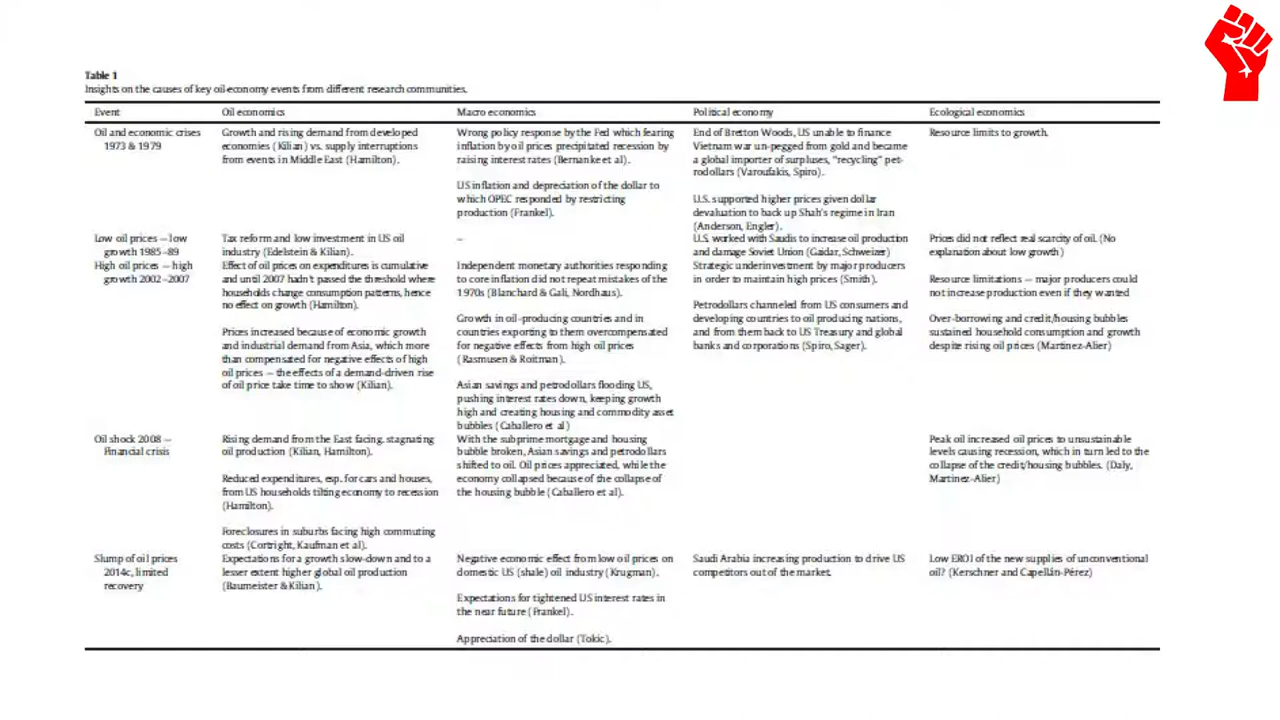 Table 1
Insights on the causes of key oil-economy events from different research communities.
Event
Oil economics
Macro economics
Political economy
Ecological economics
Oil and economic crises
1973 & 1979
Growth and rising demand from developed
economies (Kilian) vs. supply interruptions
from events in Middle East (Hamilton).
Wrong policy response by the Fed which fearing
inflation by oil prices precipitated recession by
raising interest rates (Bernanke et al).
US inflation and depreciation of the dollar to
which OPEC responded by restricting
production (Frankel).
End of Bretton Woods, US unable to finance
Vietnam war un-pegged from gold and became
a global importer of surpluses, "recycling" pet-
rodollars (Varoufakis, Spiro).
U.S. supported higher prices given dollar
devaluation to back up Shah's regime in Iran
(Anderson, Engler).
Resource limits to growth.
Low oil prices – low
growth 1985–89
Tax reform and low investment in US oil
industry (Edelstein & Kilian).
–
U.S. worked with Saudis to increase oil production
and damage Soviet Union (Gaidar, Schweizer)
Prices did not reflect real scarcity of oil. (No
explanation about low growth)
High oil prices – high
growth 2002–2007
Effect of oil prices on expenditures is cumulative
and until 2007 hadn't passed the threshold where
households change consumption patterns, hence
no effect on growth (Hamilton).
Prices increased because of economic growth
and industrial demand from Asia, which more
than compensated for negative effects of high
oil prices – the effects of a demand-driven rise
of oil price take time to show (Kilian).
Independent monetary authorities responding
to core inflation did not repeat mistakes of the
1970s (Blanchard & Gali, Nordhaus).
Growth in oil-producing countries and in
countries exporting to them overcompensated
for negative effects from high oil prices
(Rasmusen & Roitman).
Asian savings and petrodollars flooding US,
pushing interest rates down, keeping growth
high and creating housing and commodity asset
bubbles (Caballero et al)
Strategic underinvestment by major producers
in order to maintain high prices (Smith).
Petrodollars channeled from US consumers and
developing countries to oil producing nations,
and from them back to US Treasury and global
banks and corporations (Spiro, Sager).
Resource limitations – major producers could
not increase production even if they wanted
Over-borrowing and credit/housing bubbles
sustained household consumption and growth
despite rising oil prices (Martinez-Alier)
Oil shock 2008 –
Financial crisis
Rising demand from the East facing, stagnating
oil production (Kilian, Hamilton).
Reduced expenditures, esp. for cars and houses,
from US households tilting economy to recession
(Hamilton).
Foreclosures in suburbs facing high commuting
costs (Cortright, Kaufman et al).
With the subprime mortgage and housing
bubble broken, Asian savings and petrodollars
shifted to oil. Oil prices appreciated, while the
economy collapsed because of the collapse of
the housing bubble (Caballero et al).
Peak oil increased oil prices to unsustainable
levels causing recession, which in turn led to the
collapse of the credit/housing bubbles. (Daly,
Martinez-Alier)
Slump of oil prices
2014c, limited
recovery
Expectations for a growth slow-down and to a
lesser extent higher global oil production
(Baumeister & Kilian).
Negative economic effect from low oil prices on
domestic US (shale) oil industry (Krugman).
Expectations for tightened US interest rates in
the near future (Frankel).
Appreciation of the dollar (Tokic).
Saudi Arabia increasing production to drive US
competitors out of the market.
Low EROI of the new supplies of unconventional
oil? (Kerschner and Capellán-Pérez)